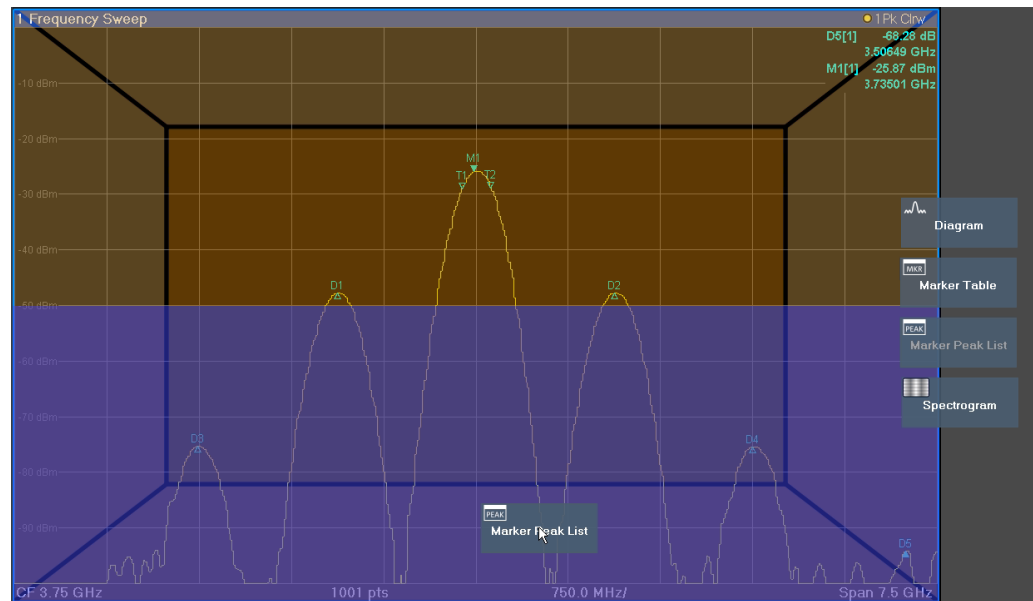 1 Frequency Sweep
1Pk Clrw
D5[1] -68.28 dB
3.50649 GHz
M1[1] -25.87 dBm
3.73501 GHz
-10 dBm
-20 dBm
M1
T1 T2
-30 dBm
-40 dBm
D1
D2
-50 dBm
-60 dBm
-70 dBm
D3
D4
-80 dBm
-90 dBm
D5
CF 3.75 GHz 1001 pts 750.0 MHz/ Span 7.5 GHz
Diagram
MKR
Marker Table
PEAK
Marker Peak List
Spectrogram
PEAK
Marker Peak List